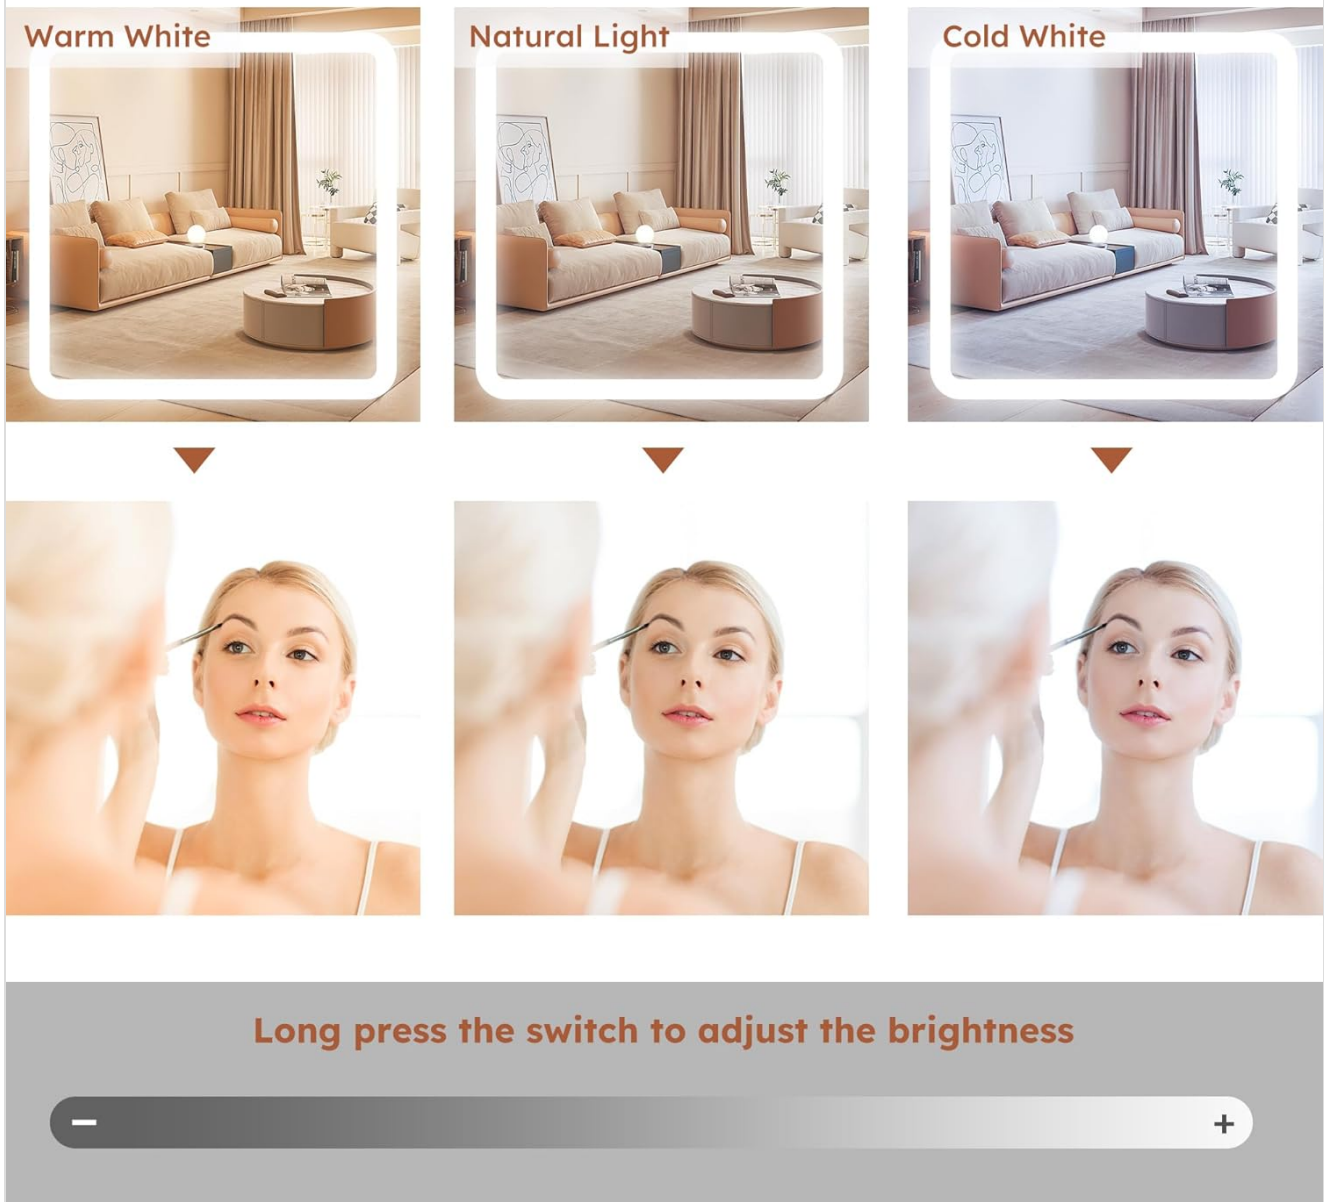 Warm White
Natural Light
Cold White
Long press the switch to adjust the brightness
− +